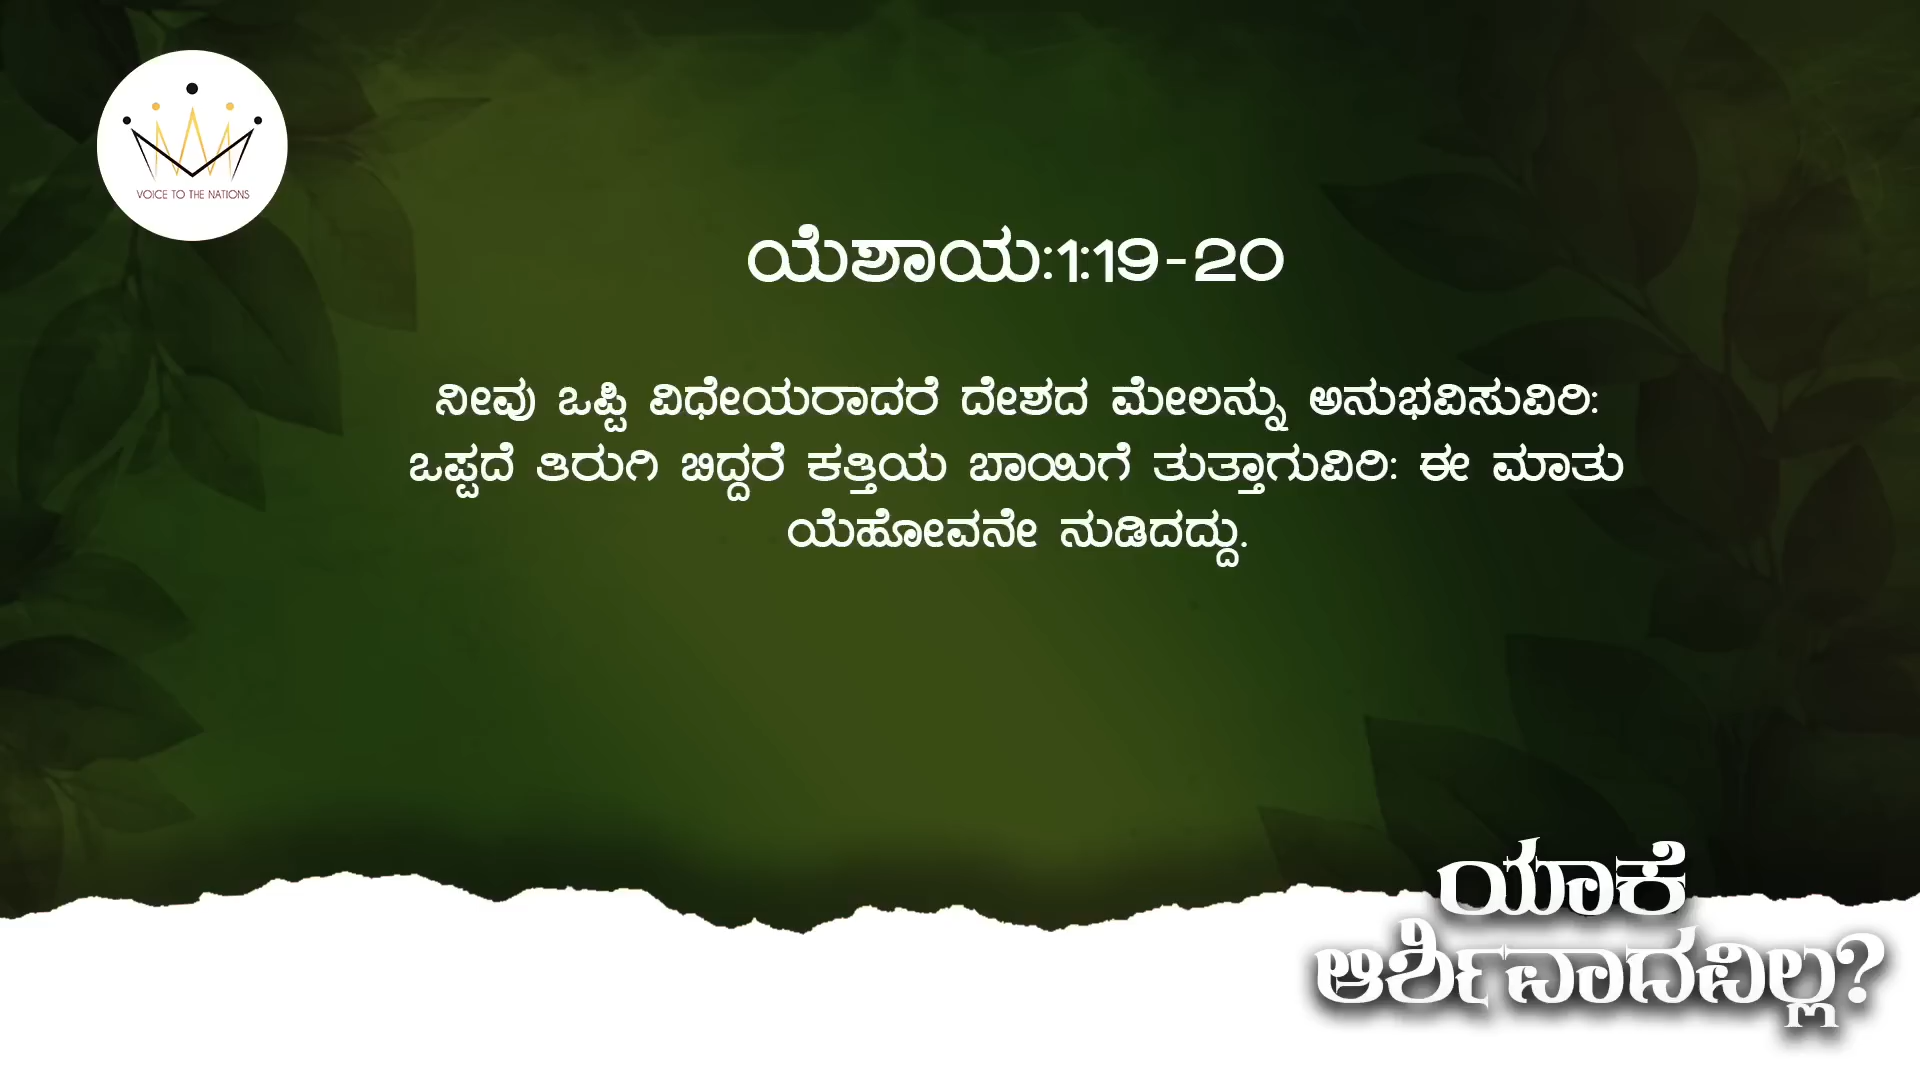 VOICE TO THE NATIONS
ಯೆಶಾಯ:1:19-20
ನೀವು ಒಪ್ಪಿ ವಿಧೇಯರಾದರೆ ದೇಶದ ಮೇಲನ್ನು ಅನುಭವಿಸುವಿರಿ:
ಒಪ್ಪದೆ ತಿರುಗಿ ಬಿದ್ದರೆ ಕತ್ತಿಯ ಬಾಯಿಗೆ ತುತ್ತಾಗುವಿರಿ: ಈ ಮಾತು
ಯೆಹೋವನೇ ನುಡಿದದ್ದು.
ಯಾಕೆ
ಆರ್ಶಿವಾದವಿಲ್ಲ?